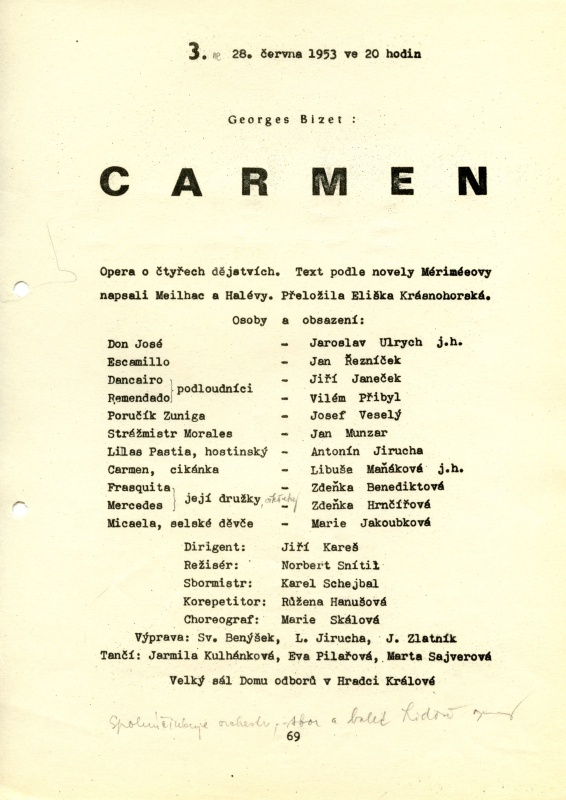 3. 28. června 1953 ve 20 hodin
Georges Bizet :
CARMEN
Opera o čtyřech dějstvích. Text podle novely Mériméeovy
napsali Meilhac a Halévy. Přeložila Eliška Krásnohorská.
Osoby a obsazení:
Don José - Jaroslav Ulrych j.h.
Escamillo - Jan Řezníček
Dancairo - Jiří Janeček
podloudníci
Remendado - Vilém Přibyl
Poručík Zuniga - Josef Veselý
Strážmistr Morales - Jan Munzar
Lilas Pastia, hostinský - Antonín Jirucha
Carmen, cikánka - Libuše Maňáková j.h.
Frasquita - Zdeňka Benediktová
její družky,
Mercedes - Zdeňka Hrnčířová
Micaela, selské děvče - Marie Jakoubková
Dirigent: Jiří Kareš
Režisér: Norbert Snítil
Sbormistr: Karel Schejbal
Korepetitor: Růžena Hanušová
Choreograf: Marie Skálová
Výprava: Sv. Benýšek, L. Jirucha, J. Zlatník
Tančí: Jarmila Kulhánková, Eva Pilařová, Marta Sajverová
Velký sál Domu odborů v Hradci Králové
Spoluúčinkuje orchestr, sbor a balet Lidové
69